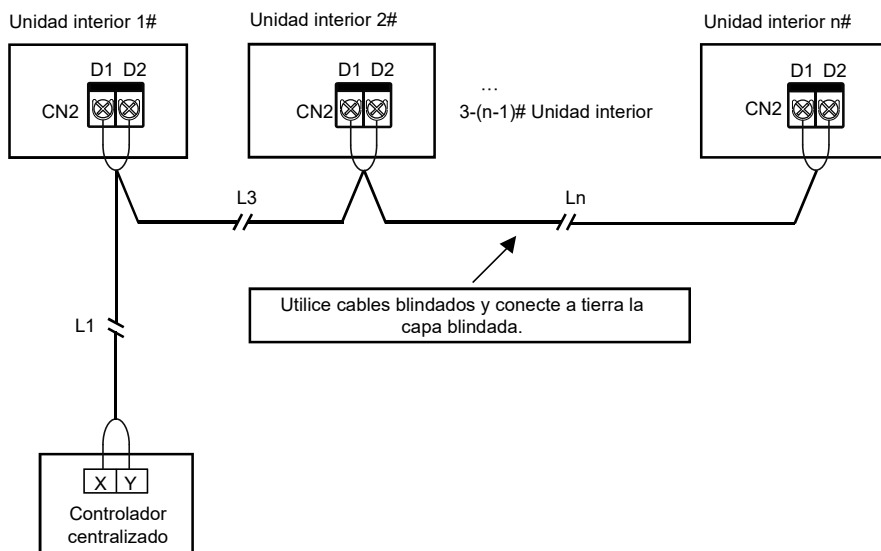 Unidad interior 1#
Unidad interior 2#
Unidad interior n#
D1 D2
CN2
D1 D2
CN2
...
3-(n-1)# Unidad interior
D1 D2
CN2
L3
Ln
Utilice cables blindados y conecte a tierra la
capa blindada.
L1
X Y
Controlador
centralizado